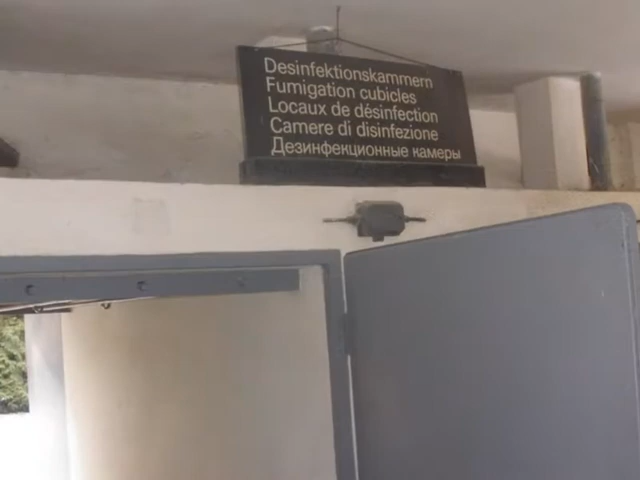 Desinfektionskammern
Fumigation cubicles
Locaux de désinfection
Camere di disinfezione
Дезинфекционные камеры